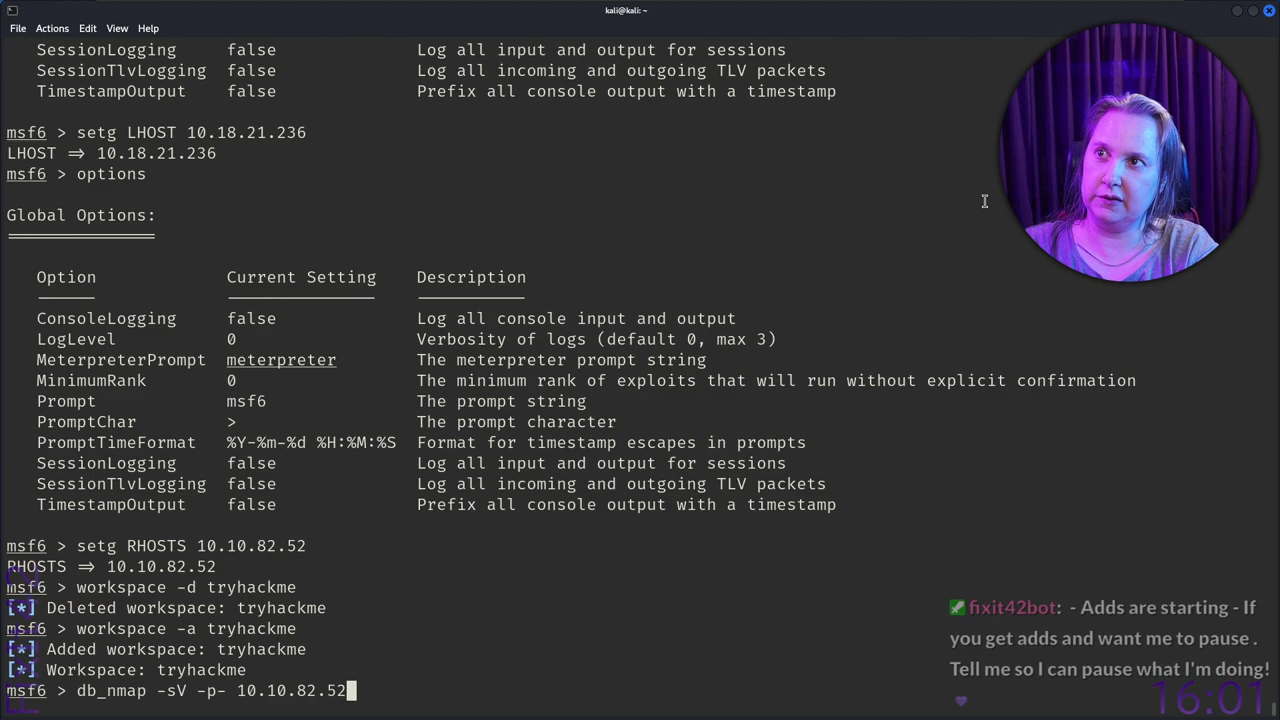 kali@kali: ~
File Actions Edit View Help
SessionLogging false Log all input and output for sessions
SessionTlvLogging false Log all incoming and outgoing TLV packets
TimestampOutput false Prefix all console output with a timestamp
msf6 > setg LHOST 10.18.21.236
LHOST ⇒ 10.18.21.236
msf6 > options
Global Options:
Option Current Setting Description
ConsoleLogging false Log all console input and output
LogLevel 0 Verbosity of logs (default 0, max 3)
MeterpreterPrompt meterpreter The meterpreter prompt string
MinimumRank 0 The minimum rank of exploits that will run without explicit confirmation
Prompt msf6 The prompt string
PromptChar > The prompt character
PromptTimeFormat %Y-%m-%d %H:%M:%S Format for timestamp escapes in prompts
SessionLogging false Log all input and output for sessions
SessionTlvLogging false Log all incoming and outgoing TLV packets
TimestampOutput false Prefix all console output with a timestamp
msf6 > setg RHOSTS 10.10.82.52
RHOSTS ⇒ 10.10.82.52
msf6 > workspace -d tryhackme
[*] Deleted workspace: tryhackme
msf6 > workspace -a tryhackme
[*] Added workspace: tryhackme
[*] Workspace: tryhackme
msf6 > db_nmap -sV -p- 10.10.82.52
fixit42bot: - Adds are starting - If
you get adds and want me to pause .
Tell me so I can pause what I'm doing!
16:01